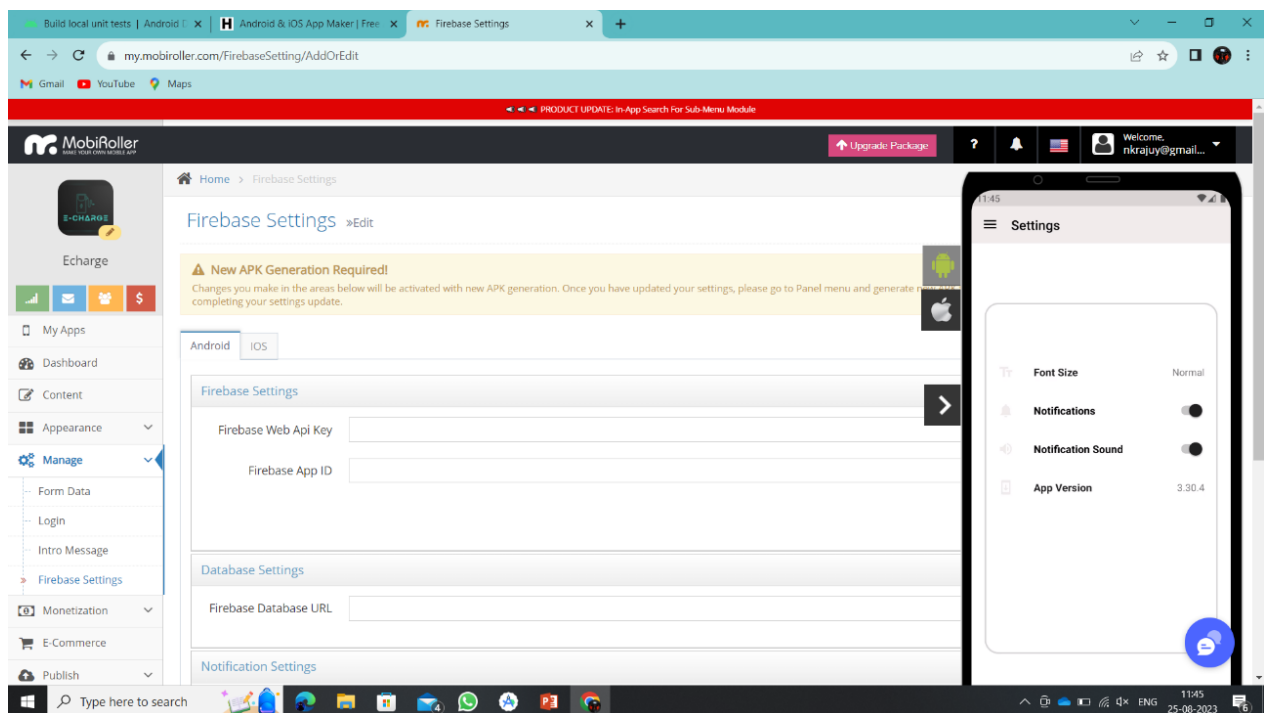 Build local unit tests | Android D
Android & iOS App Maker | Free
Firebase Settings
my.mobiroller.com/FirebaseSetting/AddOrEdit
Gmail
YouTube
Maps
PRODUCT UPDATE: In-App Search For Sub-Menu Module
MobiRoller
MAKE YOUR OWN MOBILE APP
Upgrade Package
?
Welcome,
nkrajuy@gmail...
E-CHARGE
Echarge
$
My Apps
Dashboard
Content
Appearance
Manage
Form Data
Login
Intro Message
Firebase Settings
Monetization
E-Commerce
Publish
Home > Firebase Settings
Firebase Settings »Edit
New APK Generation Required!
Changes you make in the areas below will be activated with new APK generation. Once you have updated your settings, please go to Panel menu and generate
completing your settings update.
Android
IOS
Firebase Settings
Firebase Web Api Key
Firebase App ID
Database Settings
Firebase Database URL
Notification Settings
11:45
Settings
Font Size Normal
Notifications
Notification Sound
App Version 3.30.4
Type here to search
ENG
11:45
25-08-2023